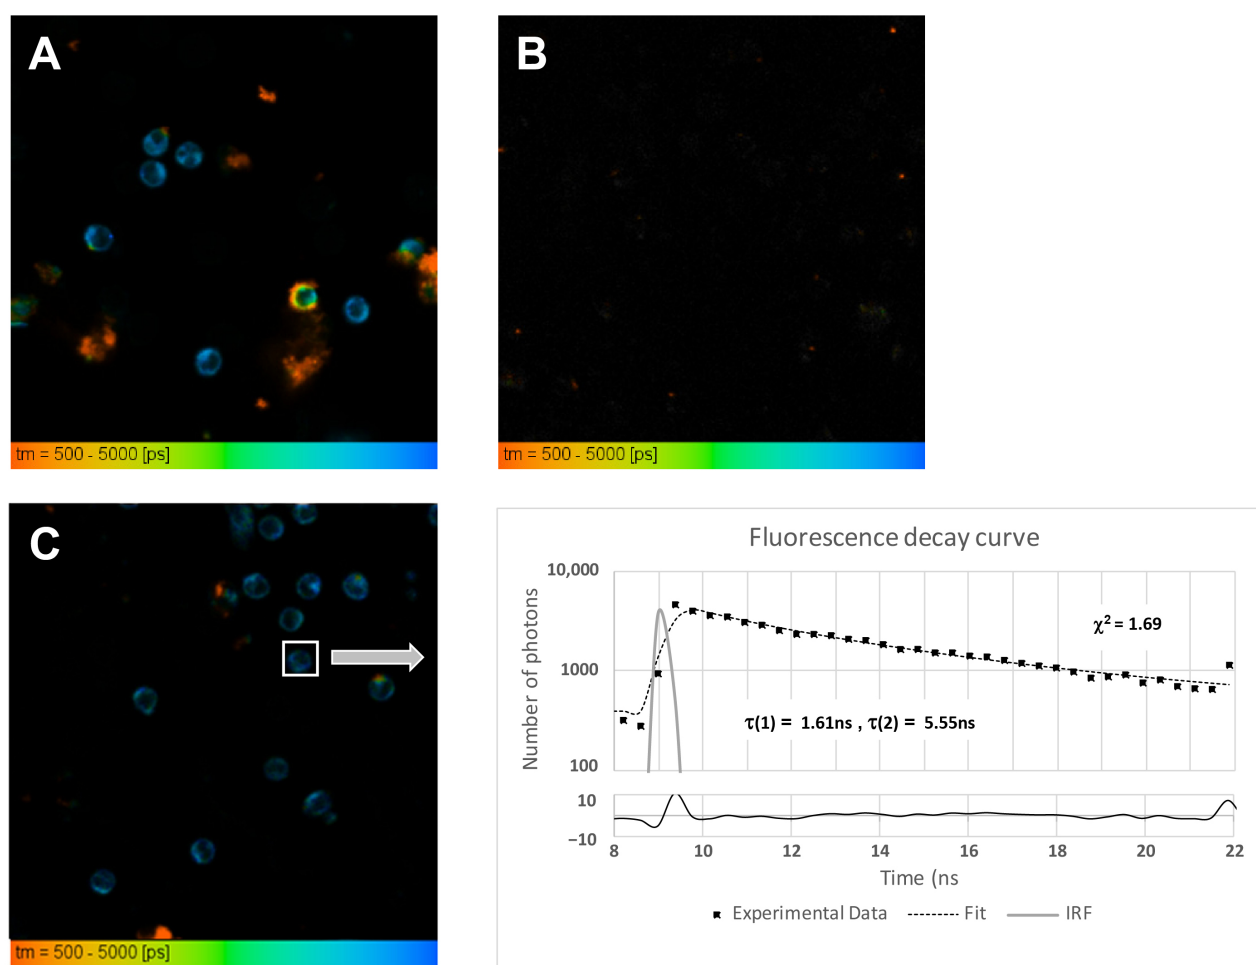 A
B
tm = 500 - 5000 [ps]
tm = 500 - 5000 [ps]
C
tm = 500 - 5000 [ps]
Fluorescence decay curve
Number of photons
10,000
1000
100
χ² = 1.69
τ(1) = 1.61ns , τ(2) = 5.55ns
10
−10
8 10 12 14 16 18 20 22
Time (ns
Experimental Data Fit IRF